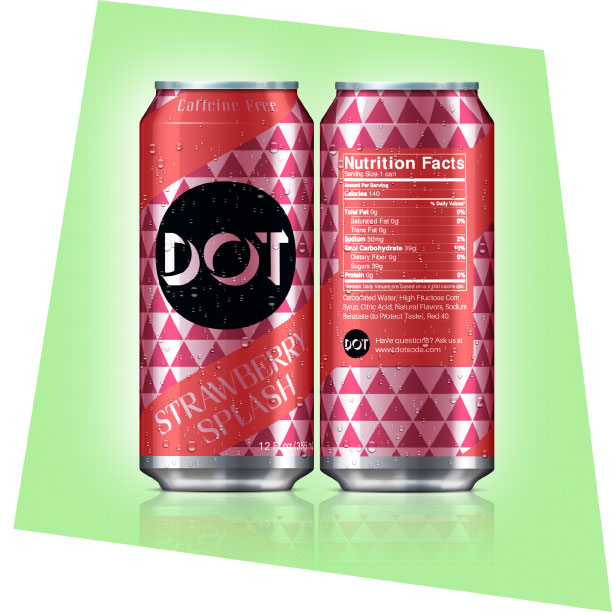 Caffeine Free
DOT
STRAWBERRY
SPLASH
12 Fl oz (355
Nutrition Facts
Serving Size 1 can
Amount Per Serving
Calories 140
% Daily Value*
Total Fat 0g 0%
Saturated Fat 0g 0%
Trans Fat 0g
Sodium 50mg 2%
Total Carbohydrate 39g 13%
Dietary Fiber 0g 0%
Sugars 39g
Protein 0g 0%
*Percent Daily Values are based on a 2,000 calorie diet.
Carbonated Water, High Fluctose Corn
Syrup, Citric Acid, Natural Flavors, Sodium
Benzoate (to Protect Taste), Red 40.
DOT
Have questions? Ask us at
www.dotsoda.com